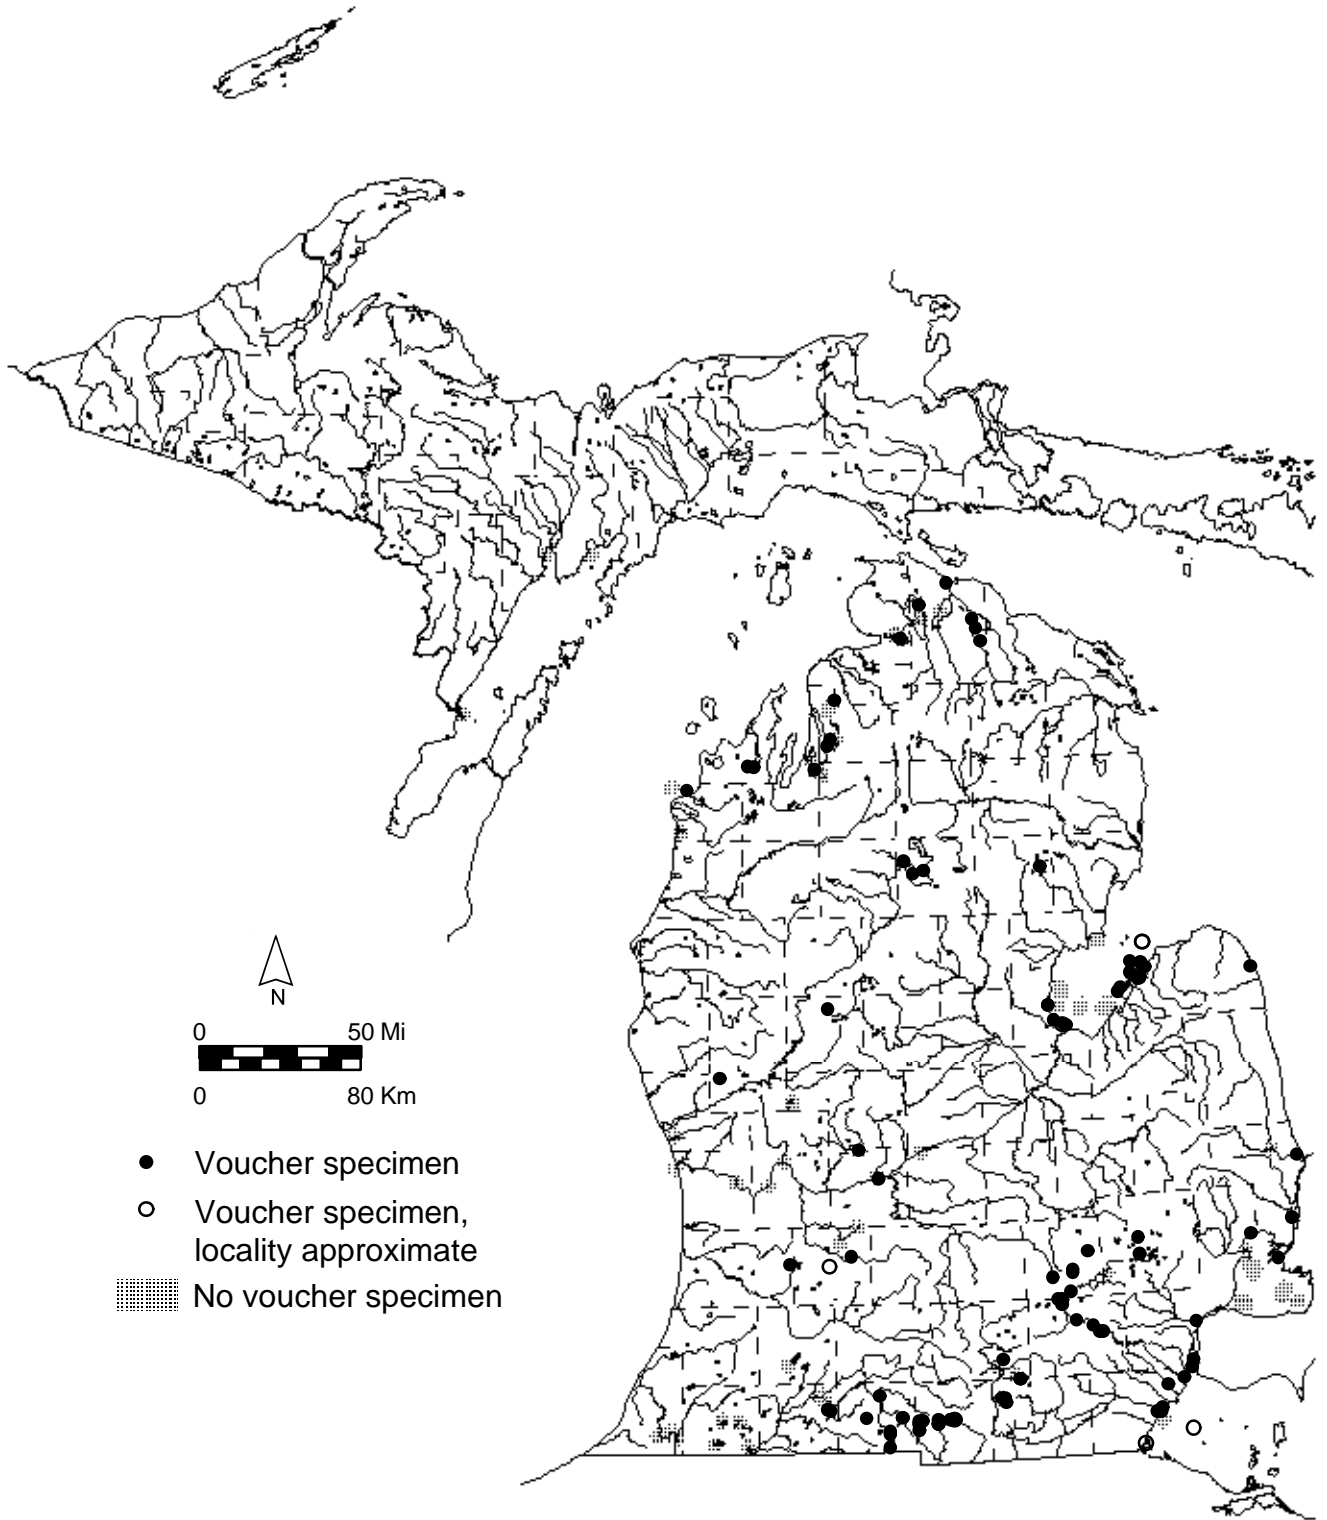 N
0 50 Mi
0 80 Km
Voucher specimen
Voucher specimen,
locality approximate
No voucher specimen